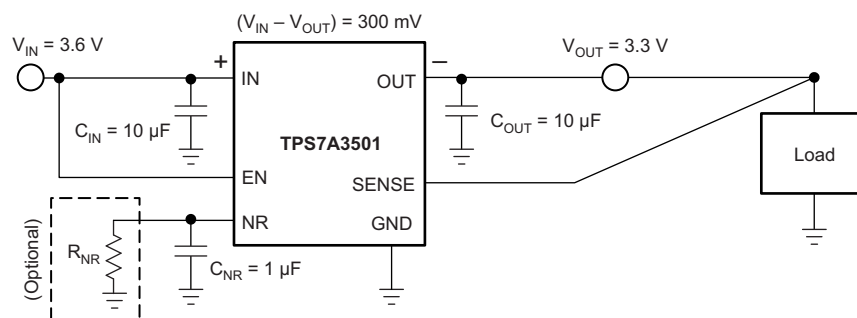 (V_IN – V_OUT) = 300 mV
V_IN = 3.6 V
V_OUT = 3.3 V
+
–
IN
OUT
C_IN = 10 µF
TPS7A3501
C_OUT = 10 µF
Load
EN
SENSE
NR
GND
(Optional)
R_NR
C_NR = 1 µF